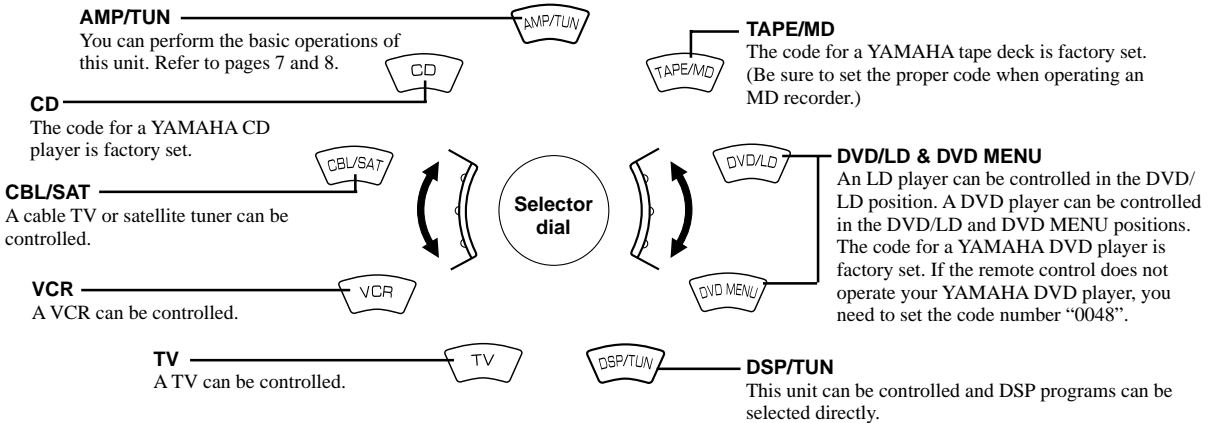 AMP/TUN
You can perform the basic operations of
this unit. Refer to pages 7 and 8.
CD
The code for a YAMAHA CD
player is factory set.
CBL/SAT
A cable TV or satellite tuner can be
controlled.
VCR
A VCR can be controlled.
TV
A TV can be controlled.
AMP/TUN
CD
CBL/SAT
VCR
TV
Selector
dial
TAPE/MD
DVD/LD
DVD MENU
DSP/TUN
TAPE/MD
The code for a YAMAHA tape deck is factory set.
(Be sure to set the proper code when operating an
MD recorder.)
DVD/LD & DVD MENU
An LD player can be controlled in the DVD/
LD position. A DVD player can be controlled
in the DVD/LD and DVD MENU positions.
The code for a YAMAHA DVD player is
factory set. If the remote control does not
operate your YAMAHA DVD player, you
need to set the code number “0048”.
DSP/TUN
This unit can be controlled and DSP programs can be
selected directly.